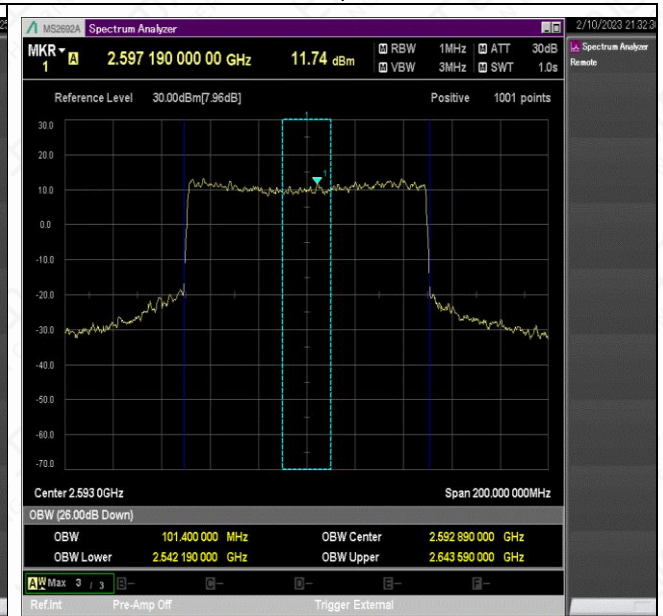 MS2692A Spectrum Analyzer
2/10/2023 21:32:3
MKR 1 A 2.597 190 000 00 GHz 11.74 dBm
M RBW 1MHz M ATT 30dB
M VBW 3MHz M SWT 1.0s
Spectrum Analyzer
Remote
Reference Level 30.00dBm[7.96dB] Positive 1001 points
1
30.0
20.0
1
10.0
0.0
-10.0
-20.0
-30.0
-40.0
-50.0
-60.0
-70.0
Center 2.593 0GHz Span 200.000 000MHz
OBW (26.00dB Down)
OBW 101.400 000 MHz OBW Center 2.592 890 000 GHz
OBW Lower 2.542 190 000 GHz OBW Upper 2.643 590 000 GHz
A W Max 3 / 3 B- C- D- E- F-
Ref.Int Pre-Amp Off Trigger External